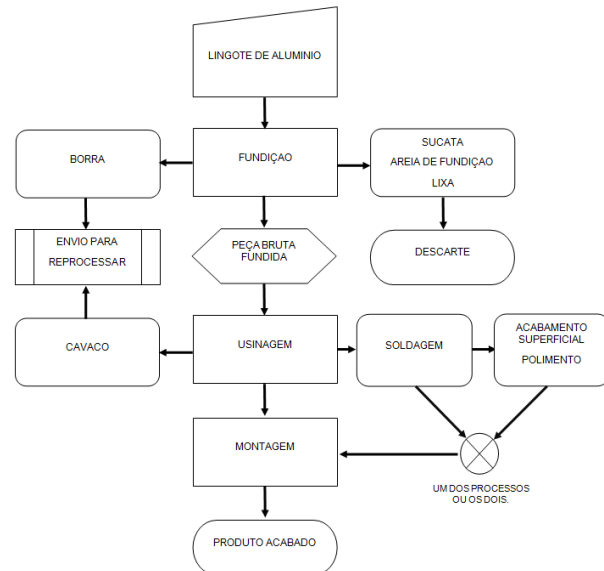 LINGOTE DE ALUMINIO
BORRA
FUNDIÇAO
SUCATA
AREIA DE FUNDIÇAO
LIXA
ENVIO PARA
REPROCESSAR
PEÇA BRUTA
FUNDIDA
DESCARTE
CAVACO
USINAGEM
SOLDAGEM
ACABAMENTO
SUPERFICIAL
POLIMENTO
MONTAGEM
UM DOS PROCESSOS
OU OS DOIS.
PRODUTO ACABADO